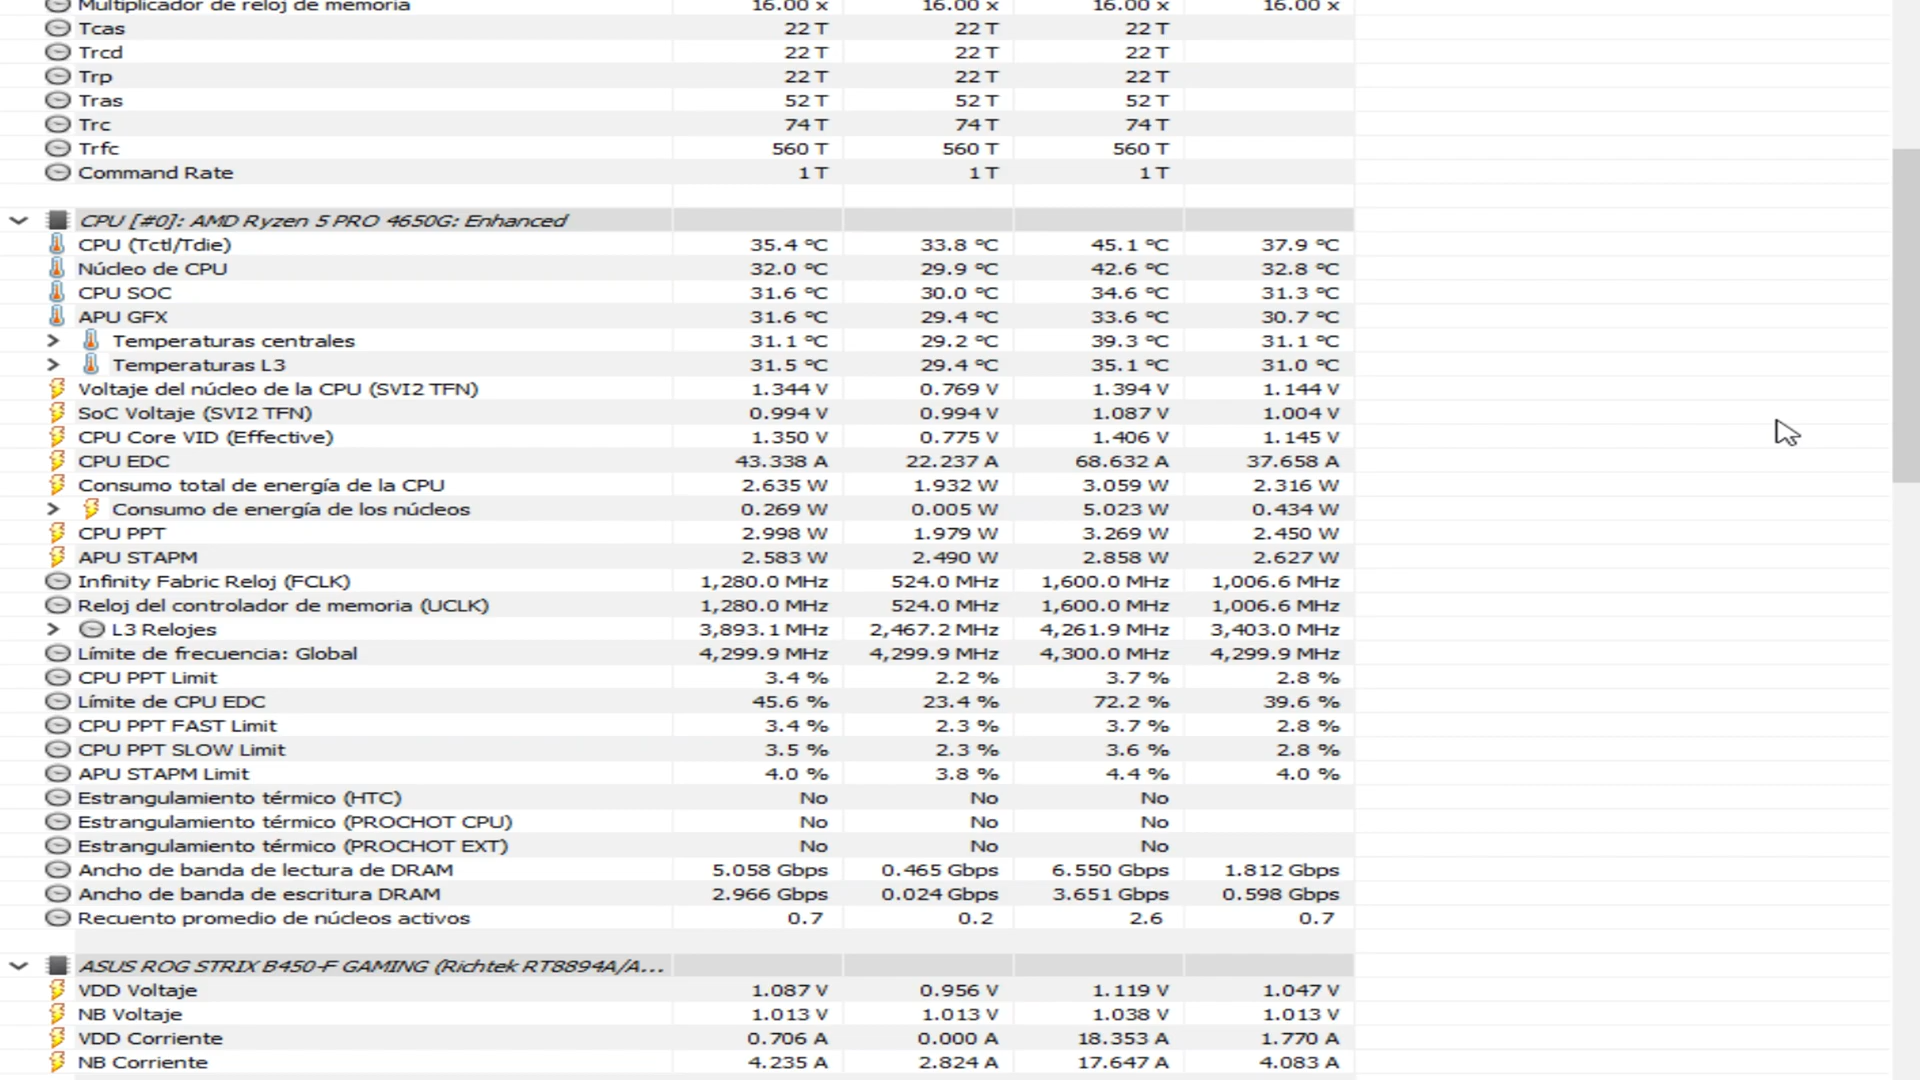 Multiplicador de reloj de memoria 16.00 x 16.00 x 16.00 x 16.00 x
Tcas 22 T 22 T 22 T
Trcd 22 T 22 T 22 T
Trp 22 T 22 T 22 T
Tras 52 T 52 T 52 T
Trc 74 T 74 T 74 T
Trfc 560 T 560 T 560 T
Command Rate 1 T 1 T 1 T
CPU [#0]: AMD Ryzen 5 PRO 4650G: Enhanced
CPU (Tctl/Tdie) 35.4 °C 33.8 °C 45.1 °C 37.9 °C
Núcleo de CPU 32.0 °C 29.9 °C 42.6 °C 32.8 °C
CPU SOC 31.6 °C 30.0 °C 34.6 °C 31.3 °C
APU GFX 31.6 °C 29.4 °C 33.6 °C 30.7 °C
Temperaturas centrales 31.1 °C 29.2 °C 39.3 °C 31.1 °C
Temperaturas L3 31.5 °C 29.4 °C 35.1 °C 31.0 °C
Voltaje del núcleo de la CPU (SVI2 TFN) 1.344 V 0.769 V 1.394 V 1.144 V
SoC Voltaje (SVI2 TFN) 0.994 V 0.994 V 1.087 V 1.004 V
CPU Core VID (Effective) 1.350 V 0.775 V 1.406 V 1.145 V
CPU EDC 43.338 A 22.237 A 68.632 A 37.658 A
Consumo total de energía de la CPU 2.635 W 1.932 W 3.059 W 2.316 W
Consumo de energía de los núcleos 0.269 W 0.005 W 5.023 W 0.434 W
CPU PPT 2.998 W 1.979 W 3.269 W 2.450 W
APU STAPM 2.583 W 2.490 W 2.858 W 2.627 W
Infinity Fabric Reloj (FCLK) 1,280.0 MHz 524.0 MHz 1,600.0 MHz 1,006.6 MHz
Reloj del controlador de memoria (UCLK) 1,280.0 MHz 524.0 MHz 1,600.0 MHz 1,006.6 MHz
L3 Relojes 3,893.1 MHz 2,467.2 MHz 4,261.9 MHz 3,403.0 MHz
Límite de frecuencia: Global 4,299.9 MHz 4,299.9 MHz 4,300.0 MHz 4,299.9 MHz
CPU PPT Limit 3.4 % 2.2 % 3.7 % 2.8 %
Límite de CPU EDC 45.6 % 23.4 % 72.2 % 39.6 %
CPU PPT FAST Limit 3.4 % 2.3 % 3.7 % 2.8 %
CPU PPT SLOW Limit 3.5 % 2.3 % 3.6 % 2.8 %
APU STAPM Limit 4.0 % 3.8 % 4.4 % 4.0 %
Estrangulamiento térmico (HTC) No No No
Estrangulamiento térmico (PROCHOT CPU) No No No
Estrangulamiento térmico (PROCHOT EXT) No No No
Ancho de banda de lectura de DRAM 5.058 Gbps 0.465 Gbps 6.550 Gbps 1.812 Gbps
Ancho de banda de escritura DRAM 2.966 Gbps 0.024 Gbps 3.651 Gbps 0.598 Gbps
Recuento promedio de núcleos activos 0.7 0.2 2.6 0.7
ASUS ROG STRIX B450-F GAMING (Richtek RT8894A/A...
VDD Voltaje 1.087 V 0.956 V 1.119 V 1.047 V
NB Voltaje 1.013 V 1.013 V 1.038 V 1.013 V
VDD Corriente 0.706 A 0.000 A 18.353 A 1.770 A
NB Corriente 4.235 A 2.824 A 17.647 A 4.083 A